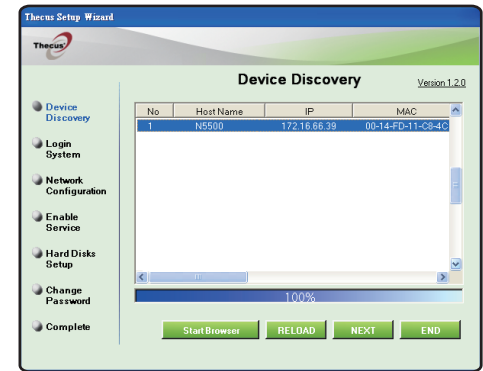 Thecus Setup Wizard
Thecus
Device Discovery
Version 1.2.0
Device
Discovery
Login
System
Network
Configuration
Enable
Service
Hard Disks
Setup
Change
Password
Complete
No Host Name IP MAC
1 N5500 172.16.66.39 00-14-FD-11-C8-4C
100%
Start Browser RELOAD NEXT END